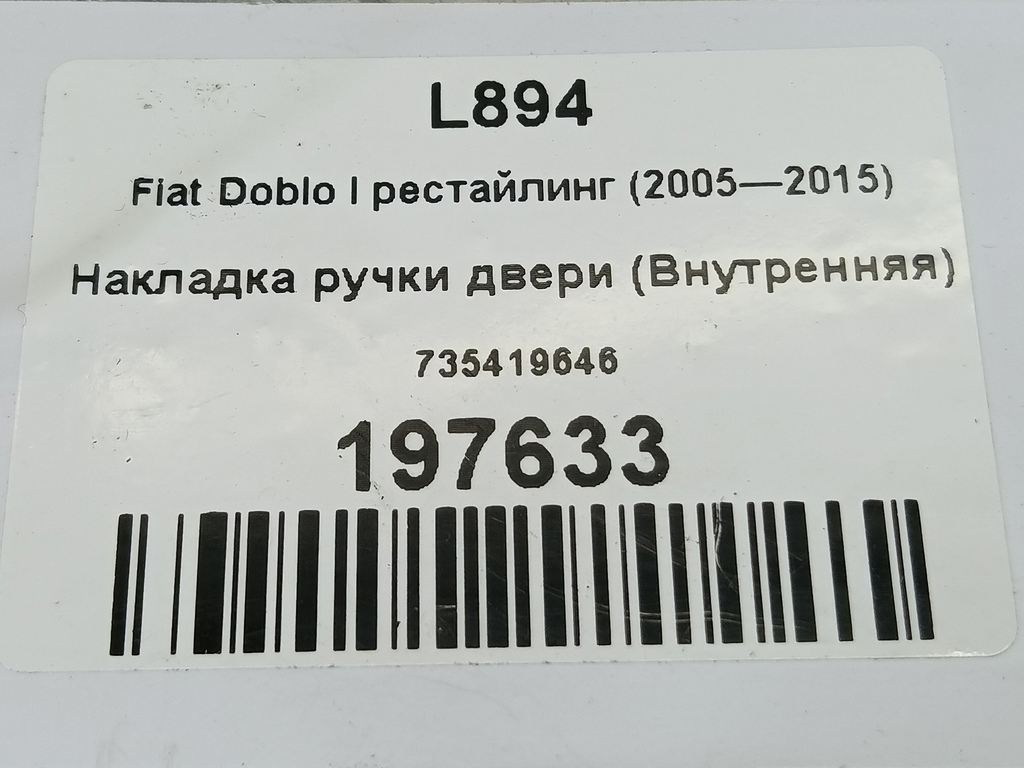 L894
Fiat Doblo I рестайлинг (2005—2015)
Накладка ручки двери (Внутренняя)
735419646
197633